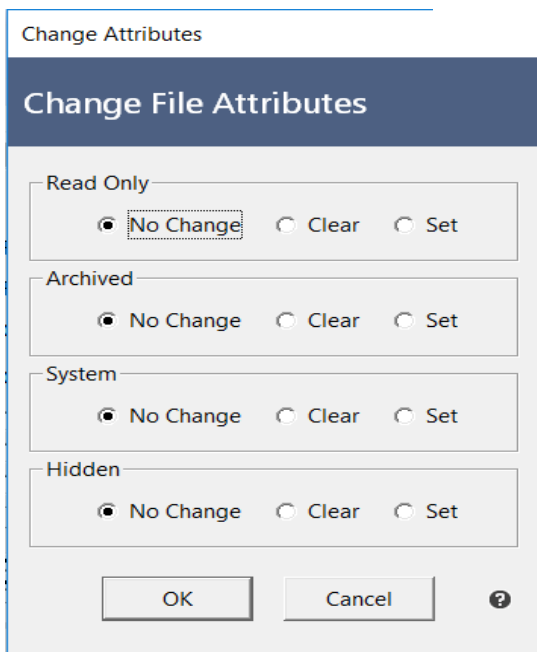 Change Attributes
Change File Attributes
Read Only
No Change Clear Set
Archived
No Change Clear Set
System
No Change Clear Set
Hidden
No Change Clear Set
OK Cancel ?